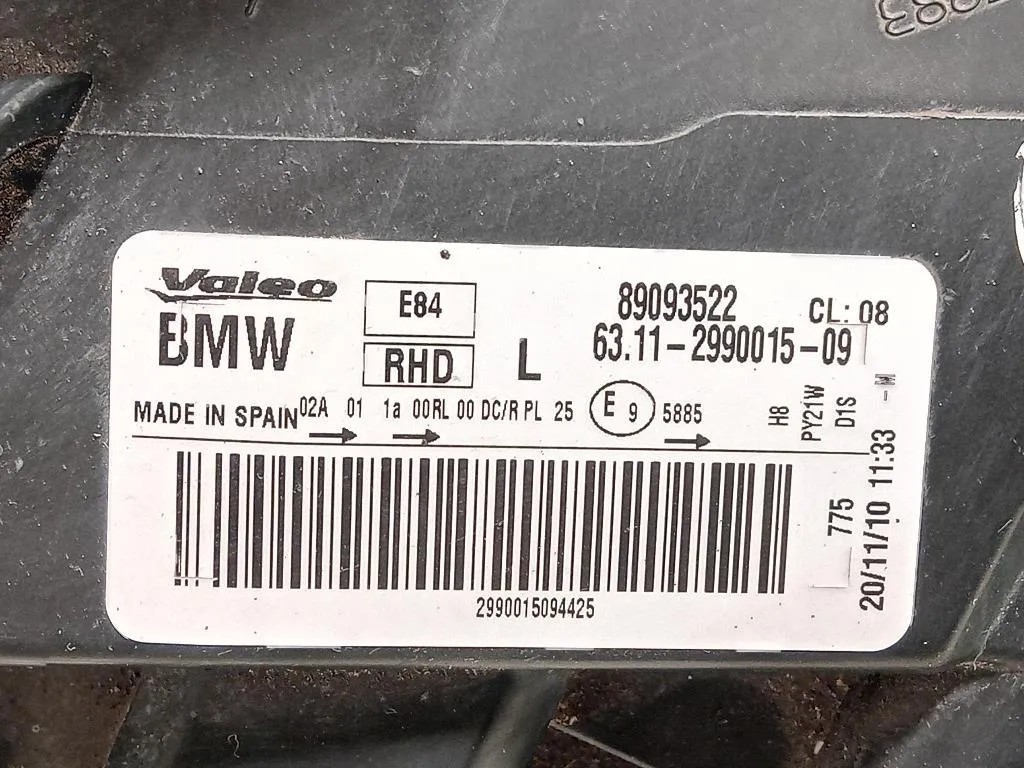 Valeo E84 89093522 CL: 08
BMW RHD L 63.11-2990015-09
MADE IN SPAIN 02A 01 1a 00RL 00 DC/R PL 25 E 9 5885
H8
PY21W
D1S -M
775
20/11/10 11:33
2990015094425